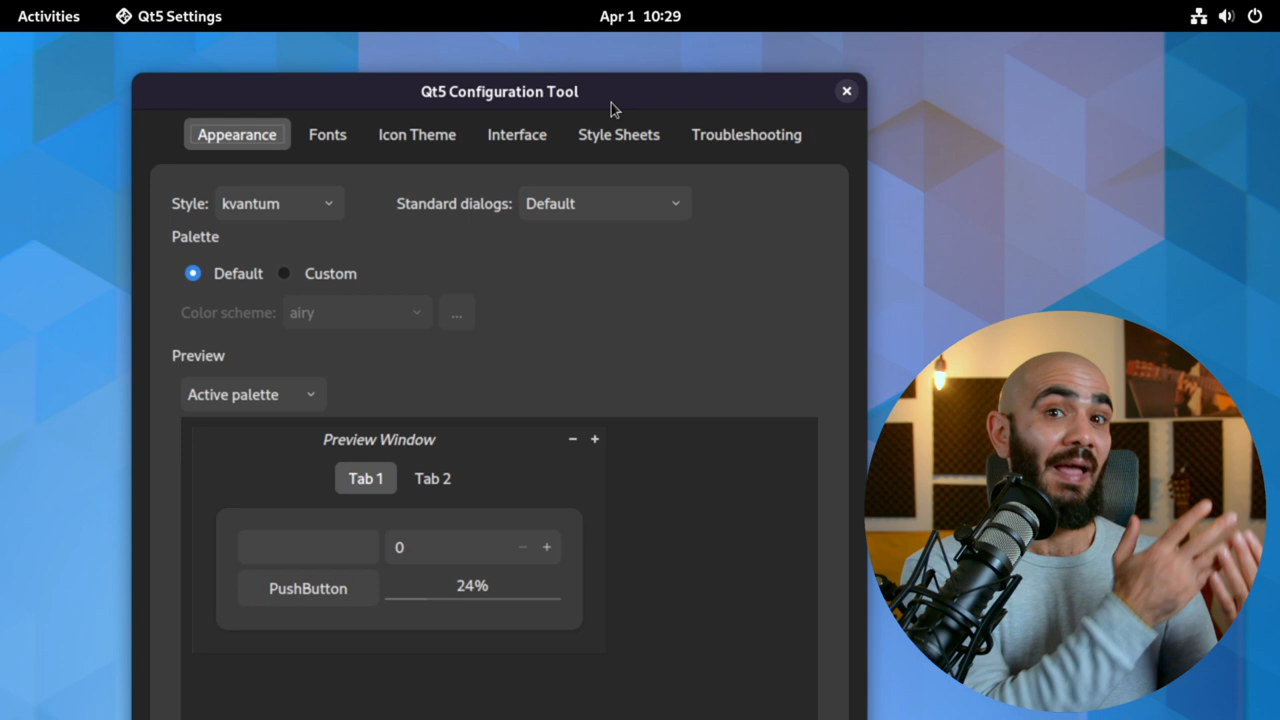 Activities Qt5 Settings Apr 1 10:29
Qt5 Configuration Tool
Appearance Fonts Icon Theme Interface Style Sheets Troubleshooting
Style: kvantum Standard dialogs: Default
Palette
Default Custom
Color scheme: airy ...
Preview
Active palette
Preview Window
Tab 1 Tab 2
0
PushButton 24%